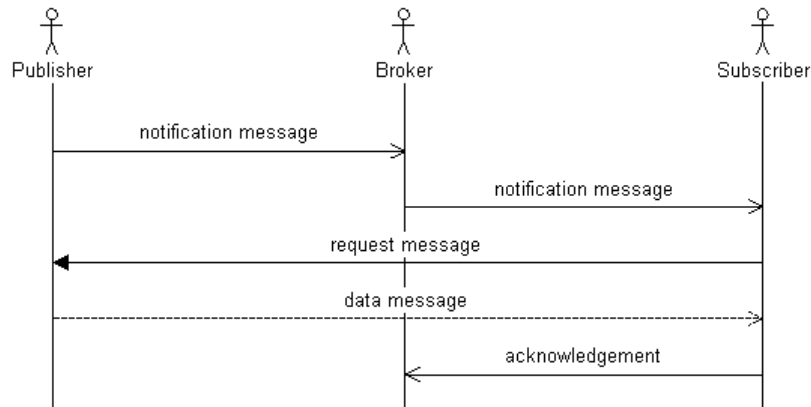 Publisher
Broker
Subscriber
notification message
notification message
request message
data message
acknowledgement